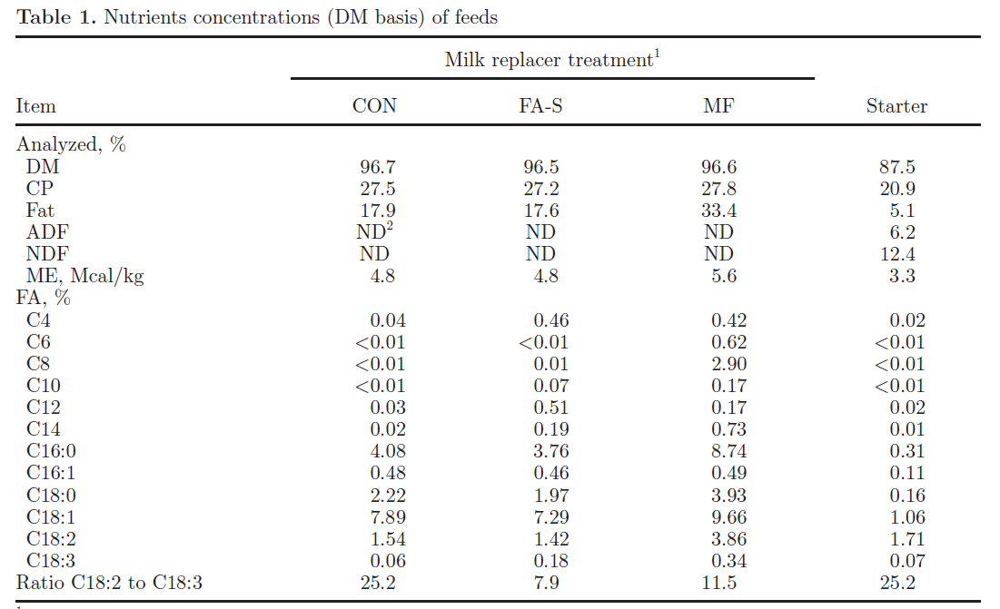 Table 1. Nutrients concentrations (DM basis) of feeds
Milk replacer treatment1
Item CON FA-S MF Starter
Analyzed, %
DM 96.7 96.5 96.6 87.5
CP 27.5 27.2 27.8 20.9
Fat 17.9 17.6 33.4 5.1
ADF ND2 ND ND 6.2
NDF ND ND ND 12.4
ME, Mcal/kg 4.8 4.8 5.6 3.3
FA, %
C4 0.04 0.46 0.42 0.02
C6 <0.01 <0.01 0.62 <0.01
C8 <0.01 0.01 2.90 <0.01
C10 <0.01 0.07 0.17 <0.01
C12 0.03 0.51 0.17 0.02
C14 0.02 0.19 0.73 0.01
C16:0 4.08 3.76 8.74 0.31
C16:1 0.48 0.46 0.49 0.11
C18:0 2.22 1.97 3.93 0.16
C18:1 7.89 7.29 9.66 1.06
C18:2 1.54 1.42 3.86 1.71
C18:3 0.06 0.18 0.34 0.07
Ratio C18:2 to C18:3 25.2 7.9 11.5 25.2